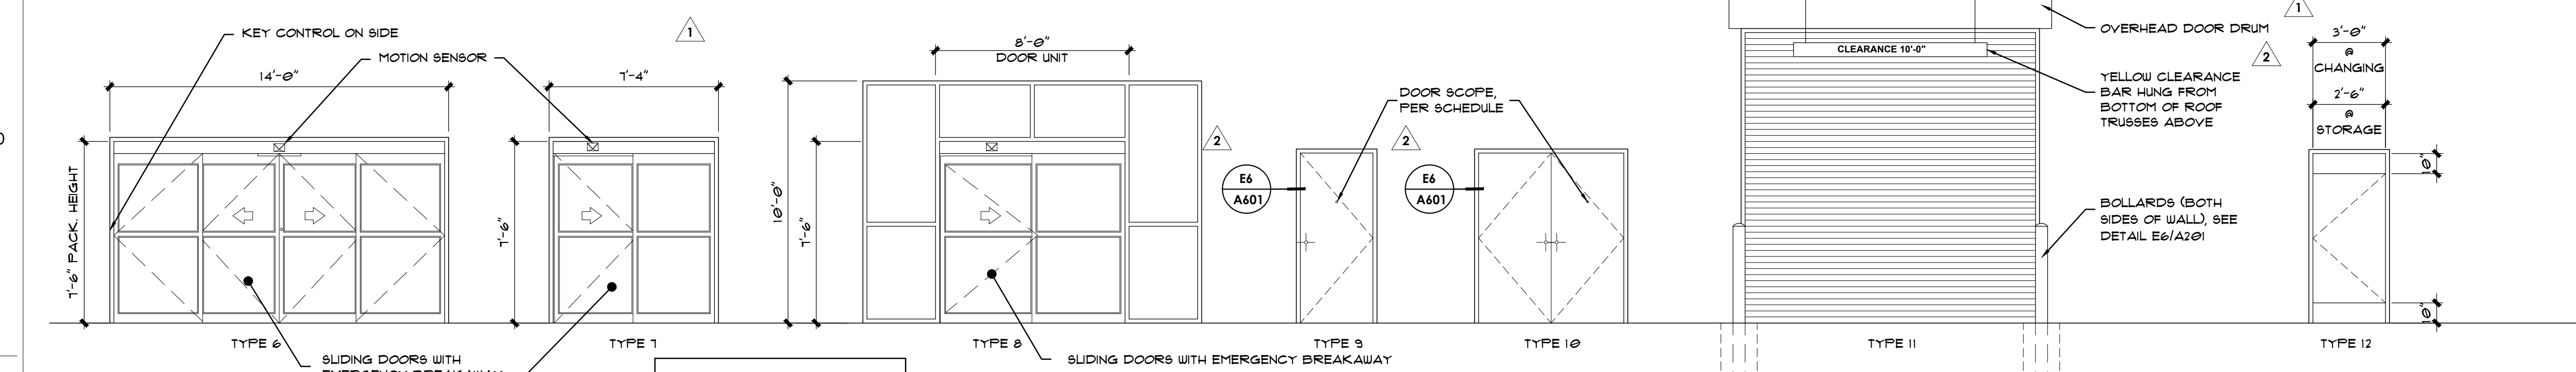 KEY CONTROL ON SIDE
MOTION SENSOR
1
14'-0"
7'-4"
7'-6" PACK. HEIGHT
7'-6"
TYPE 6
SLIDING DOORS WITH
EMERGENCY BREAKAWAY
TYPE 7
8'-0"
DOOR UNIT
10'-0"
7'-6"
TYPE 8
SLIDING DOORS WITH EMERGENCY BREAKAWAY
2
E6
A601
DOOR SCOPE,
PER SCHEDULE
TYPE 9
2
E6
A601
TYPE 10
CLEARANCE 10'-0"
TYPE 11
OVERHEAD DOOR DRUM
YELLOW CLEARANCE
BAR HUNG FROM
BOTTOM OF ROOF
TRUSSES ABOVE
BOLLARDS (BOTH
SIDES OF WALL), SEE
DETAIL E6/A201
1
2
3'-0"
@
CHANGING
2'-6"
@
STORAGE
10"
10"
TYPE 12